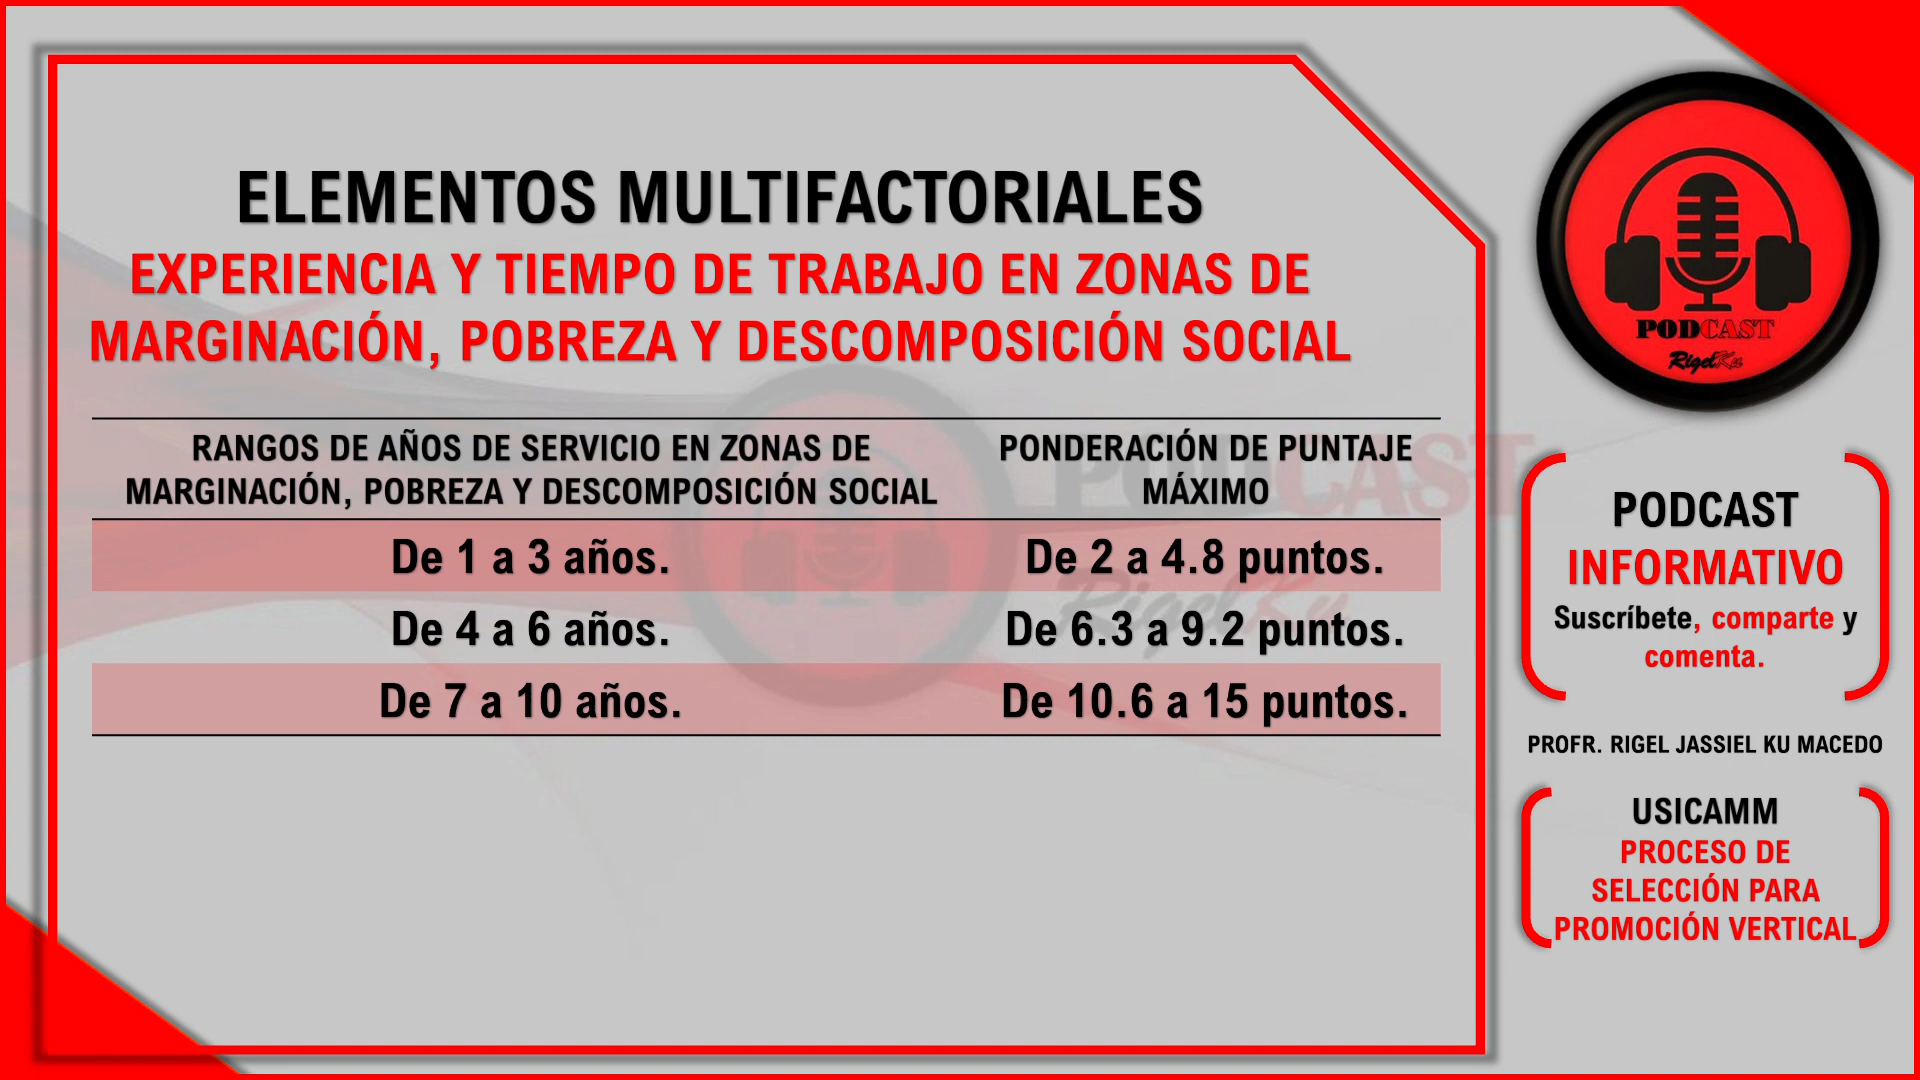 ELEMENTOS MULTIFACTORIALES
EXPERIENCIA Y TIEMPO DE TRABAJO EN ZONAS DE
MARGINACIÓN, POBREZA Y DESCOMPOSICIÓN SOCIAL
RANGOS DE AÑOS DE SERVICIO EN ZONAS DE
MARGINACIÓN, POBREZA Y DESCOMPOSICIÓN SOCIAL
PONDERACIÓN DE PUNTAJE
MÁXIMO
De 1 a 3 años.
De 2 a 4.8 puntos.
De 4 a 6 años.
De 6.3 a 9.2 puntos.
De 7 a 10 años.
De 10.6 a 15 puntos.
PODCAST
RigelKu
PODCAST
RigelKu
PODCAST
INFORMATIVO
Suscríbete, comparte y
comenta.
PROFR. RIGEL JASSIEL KU MACEDO
USICAMM
PROCESO DE
SELECCIÓN PARA
PROMOCIÓN VERTICAL